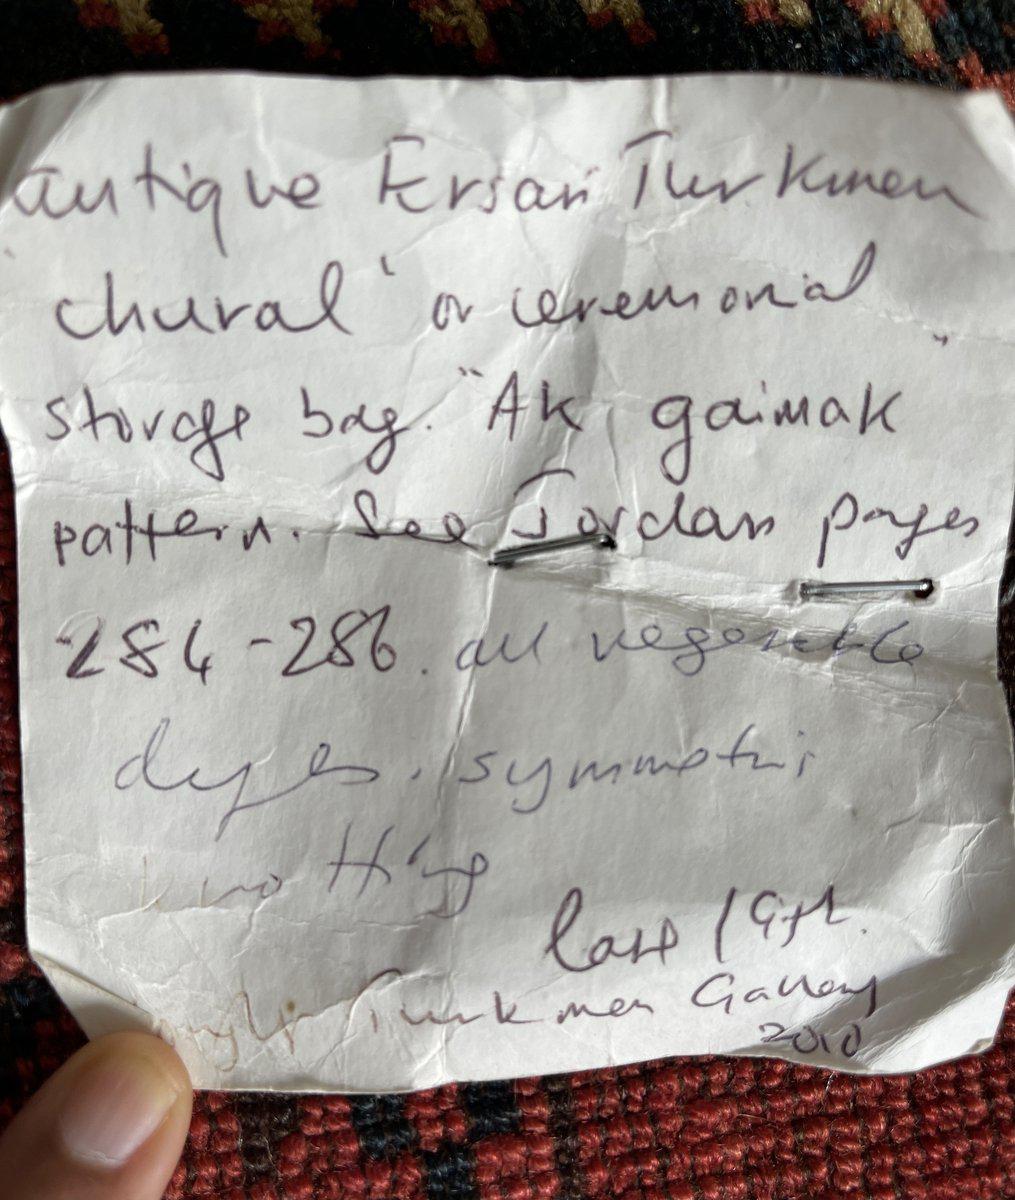 antique Ersari Turkmen
'chuval' or ceremonial
storage bag. "Ak gaimak"
pattern. See Jordan pages
284-286. all vegetable
dyes. symmetric
knotting
late 19th.
Turkmen Gallery
2010